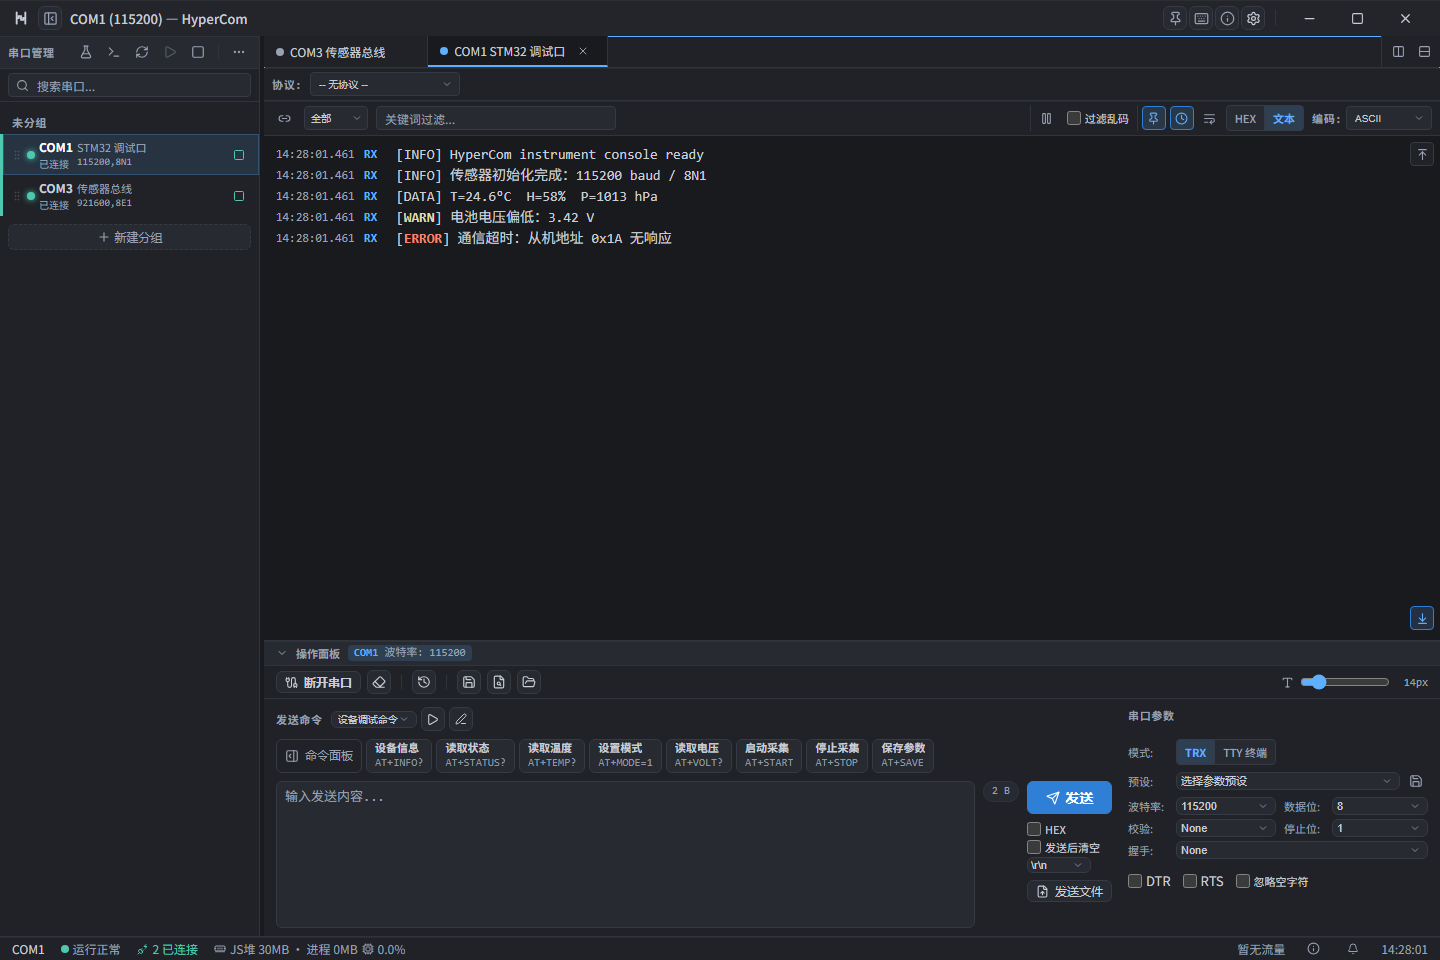 COM1 (115200) — HyperCom
串口管理
COM3 传感器总线
COM1 STM32 调试口
搜索串口...
协议:
-- 无协议 --
全部
关键词过滤...
过滤乱码
HEX
文本
编码:
ASCII
未分组
COM1 STM32 调试口
已连接 115200,8N1
COM3 传感器总线
已连接 921600,8E1
新建分组
14:28:01.461 RX [INFO] HyperCom instrument console ready
14:28:01.461 RX [INFO] 传感器初始化完成: 115200 baud / 8N1
14:28:01.461 RX [DATA] T=24.6°C H=58% P=1013 hPa
14:28:01.461 RX [WARN] 电池电压偏低: 3.42 V
14:28:01.461 RX [ERROR] 通信超时: 从机地址 0x1A 无响应
操作面板 COM1 波特率: 115200
断开串口
14px
发送命令 设备调试命令
命令面板
设备信息
AT+INFO?
读取状态
AT+STATUS?
读取温度
AT+TEMP?
设置模式
AT+MODE=1
读取电压
AT+VOLT?
启动采集
AT+START
停止采集
AT+STOP
保存参数
AT+SAVE
输入发送内容...
2 B
发送
HEX
发送后清空
\r\n
发送文件
串口参数
模式: TRX TTY 终端
预设: 选择参数预设
波特率: 115200 数据位: 8
校验: None 停止位: 1
握手: None
DTR RTS 忽略空字符
COM1 运行正常 2 已连接 JS堆 30MB · 进程 0MB 0.0%
暂无流量 14:28:01